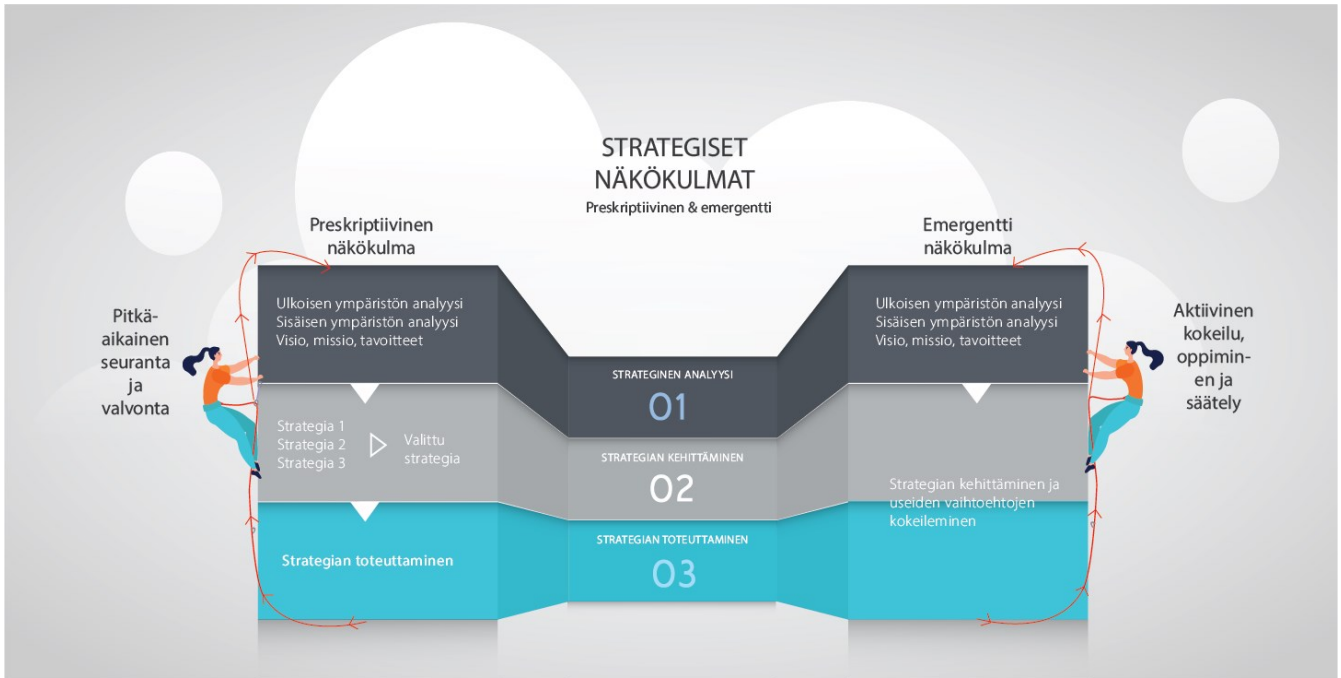 STRATEGISET
NÄKÖKULMAT
Preskriptiivinen & emergentti
Preskriptiivinen
näkökulma
Emergentti
näkökulma
Pitkä-
aikainen
seuranta
ja
valvonta
Ulkoisen ympäristön analyysi
Sisäisen ympäristön analyysi
Visio, missio, tavoitteet
Strategia 1
Strategia 2
Strategia 3
Valittu
strategia
Strategian toteuttaminen
STRATEGINEN ANALYYSI
01
STRATEGIAN KEHITTÄMINEN
02
STRATEGIAN TOTEUTTAMINEN
03
Ulkoisen ympäristön analyysi
Sisäisen ympäristön analyysi
Visio, missio, tavoitteet
Strategian kehittäminen ja
useiden vaihtoehtojen
kokeileminen
Aktiivinen
kokeilu,
oppimin-
en ja
säätely